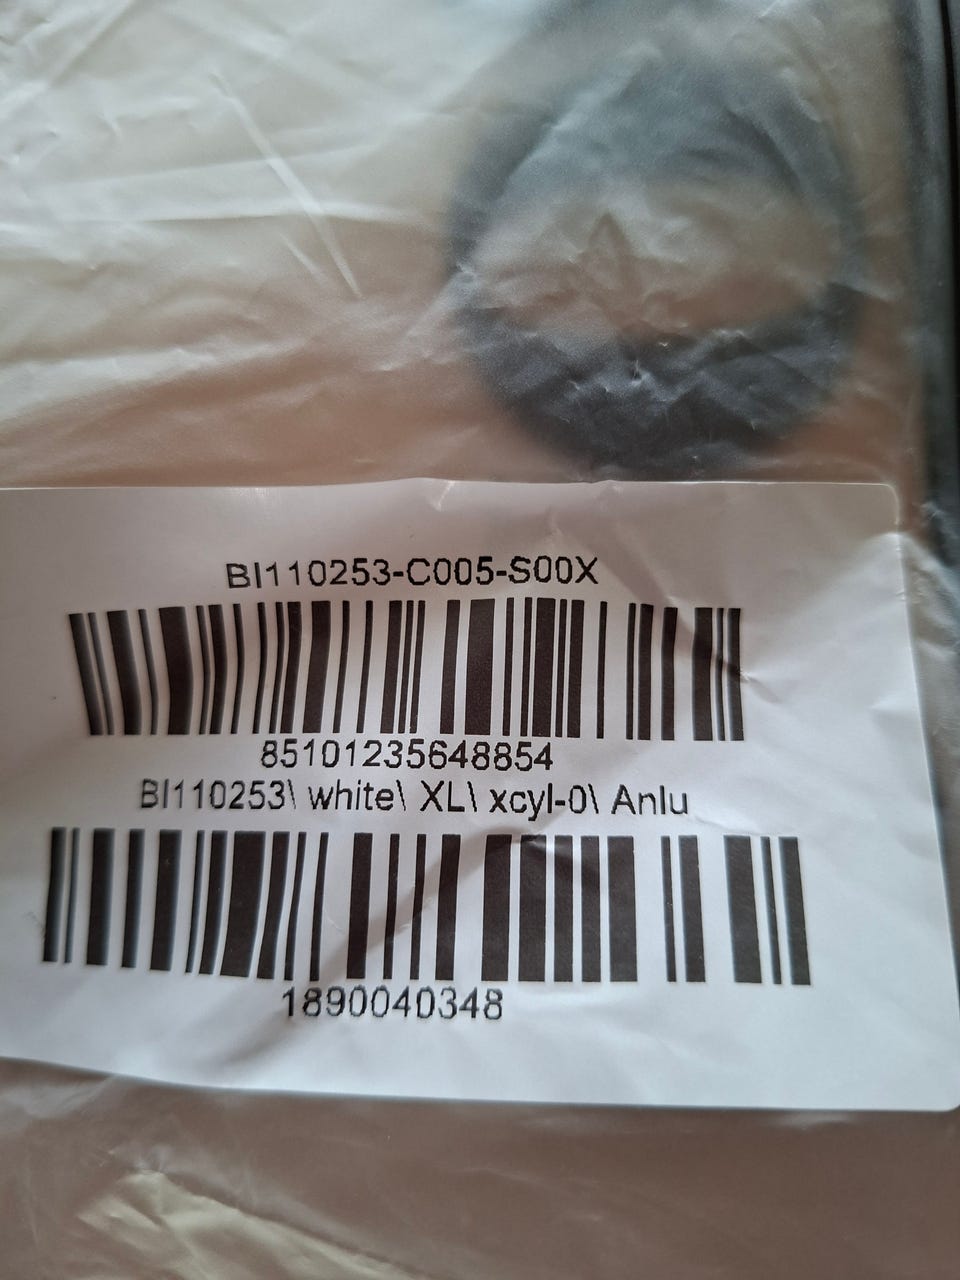 BI110253-C005-S00X
85101235648854
BI110253\ white\ XL\ xcyl-0\ Anlu
1890040348